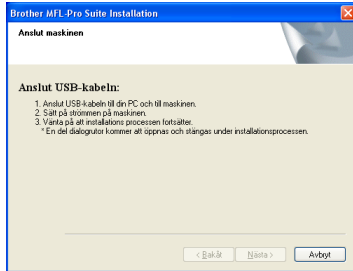 Brother MFL-Pro Suite Installation
Anslut maskinen
Anslut USB-kabeln:
1. Anslut USB-kabeln till din PC och till maskinen.
2. Sätt på strömmen på maskinen.
3. Vänta på att installations processen fortsätter.
* En del dialogrutor kommer att öppnas och stängas under installationsprocessen.
< Bakåt
Nästa >
Avbryt